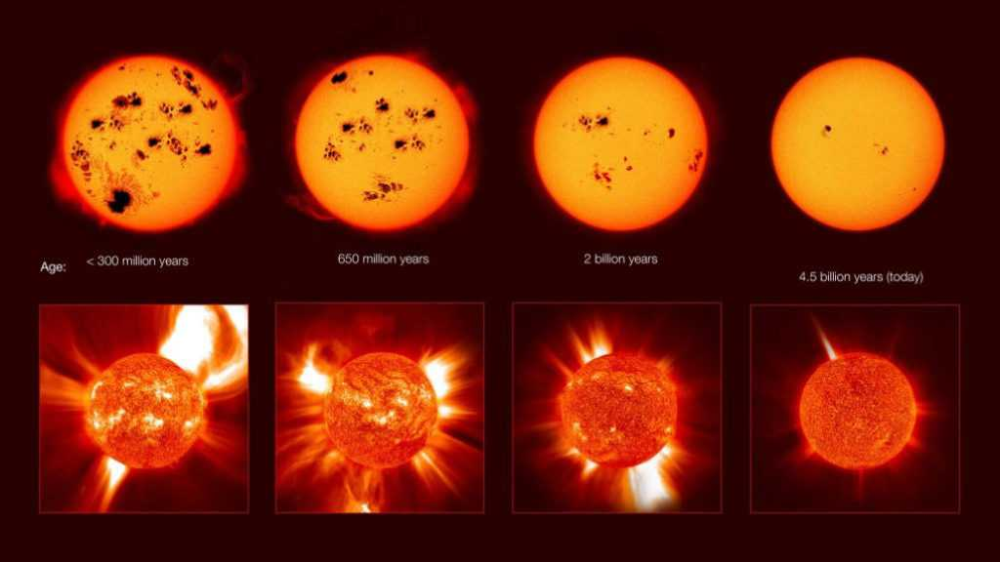 Age:
< 300 million years
650 million years
2 billion years
4.5 billion years (today)